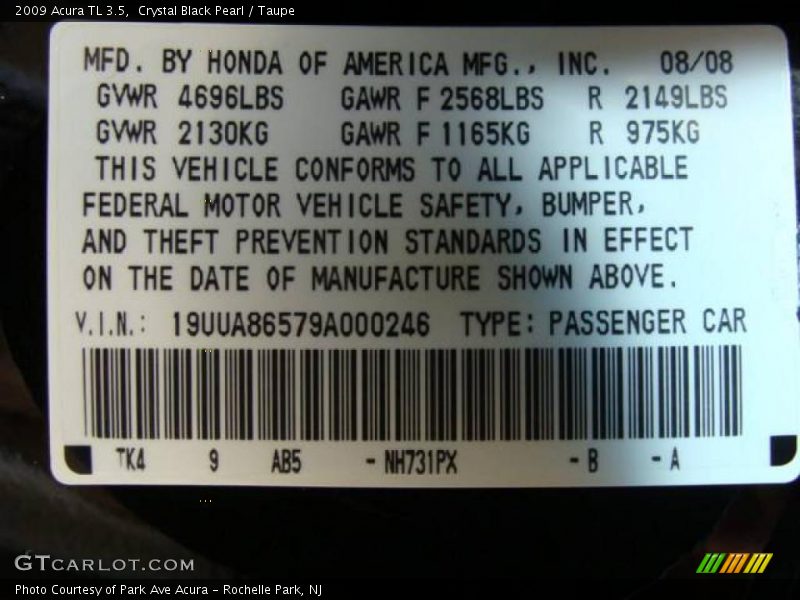 2009 Acura TL 3.5, Crystal Black Pearl / Taupe
MFD. BY HONDA OF AMERICA MFG., INC. 08/08
GVWR 4696LBS GAWR F 2568LBS R 2149LBS
GVWR 2130KG GAWR F 1165KG R 975KG
THIS VEHICLE CONFORMS TO ALL APPLICABLE
FEDERAL MOTOR VEHICLE SAFETY, BUMPER,
AND THEFT PREVENTION STANDARDS IN EFFECT
ON THE DATE OF MANUFACTURE SHOWN ABOVE.
V.I.N.: 19UUA86579A000246 TYPE: PASSENGER CAR
TK4 9 AB5 - NH731PX - B - A
GTCARLOT.COM
Photo Courtesy of Park Ave Acura - Rochelle Park, NJ